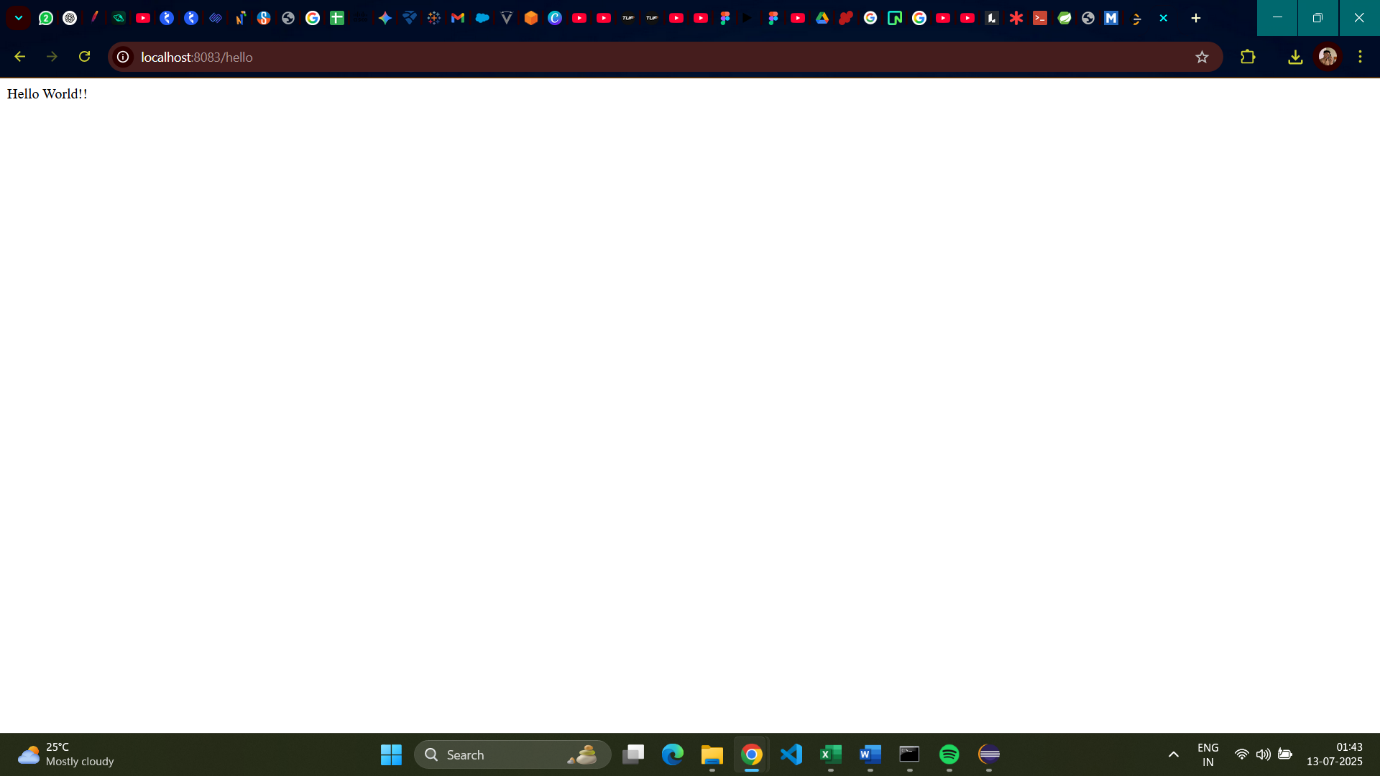 localhost:8083/hello
Hello World!!
25°C
Mostly cloudy
Search
ENG
IN
01:43
13-07-2025